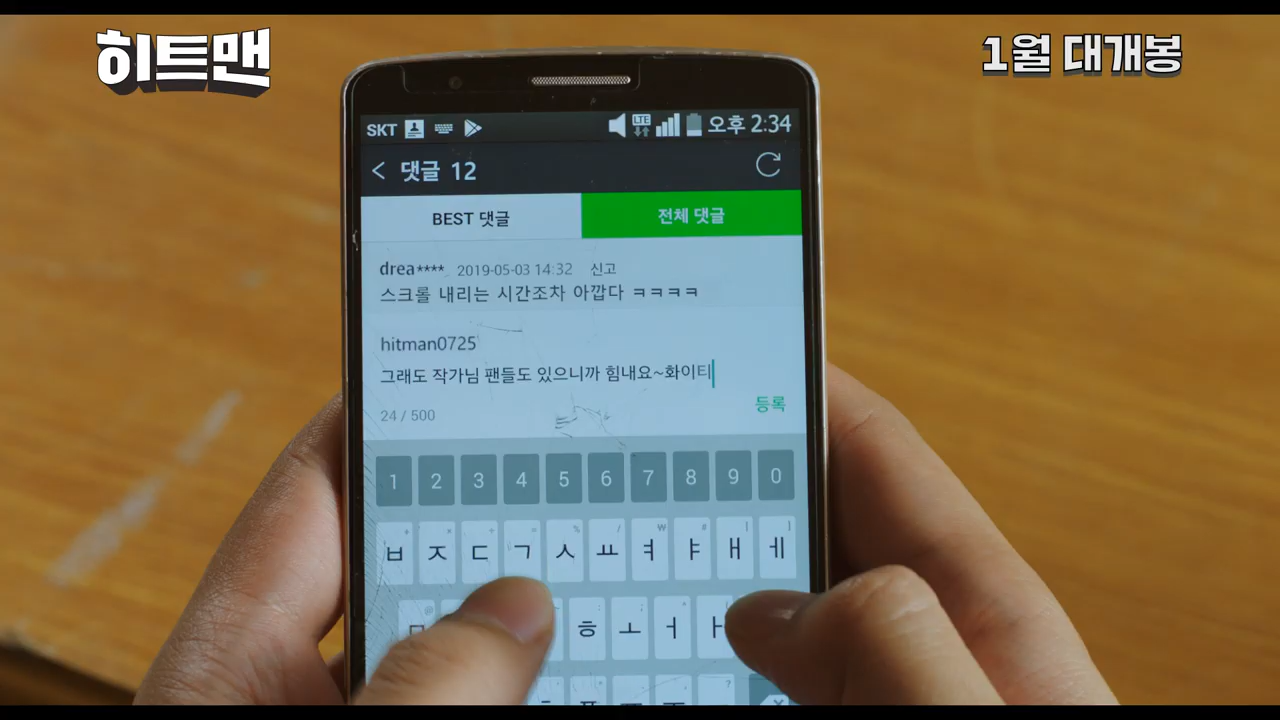 히트맨
1월 대개봉
SKT LTE 오후 2:34
< 댓글 12
BEST 댓글 전체 댓글
drea**** 2019-05-03 14:32 신고
스크롤 내리는 시간조차 아깝다 ㅋㅋㅋㅋ
hitman0725
그래도 작가님 팬들도 있으니까 힘내요~화이티
24 / 500
등록
1 2 3 4 5 6 7 8 9 0
ㅂ ㅈ ㄷ ㄱ ㅅ ㅛ ㅕ ㅑ ㅐ ㅔ
ㅁ ㅎ ㅗ ㅓ ㅏ